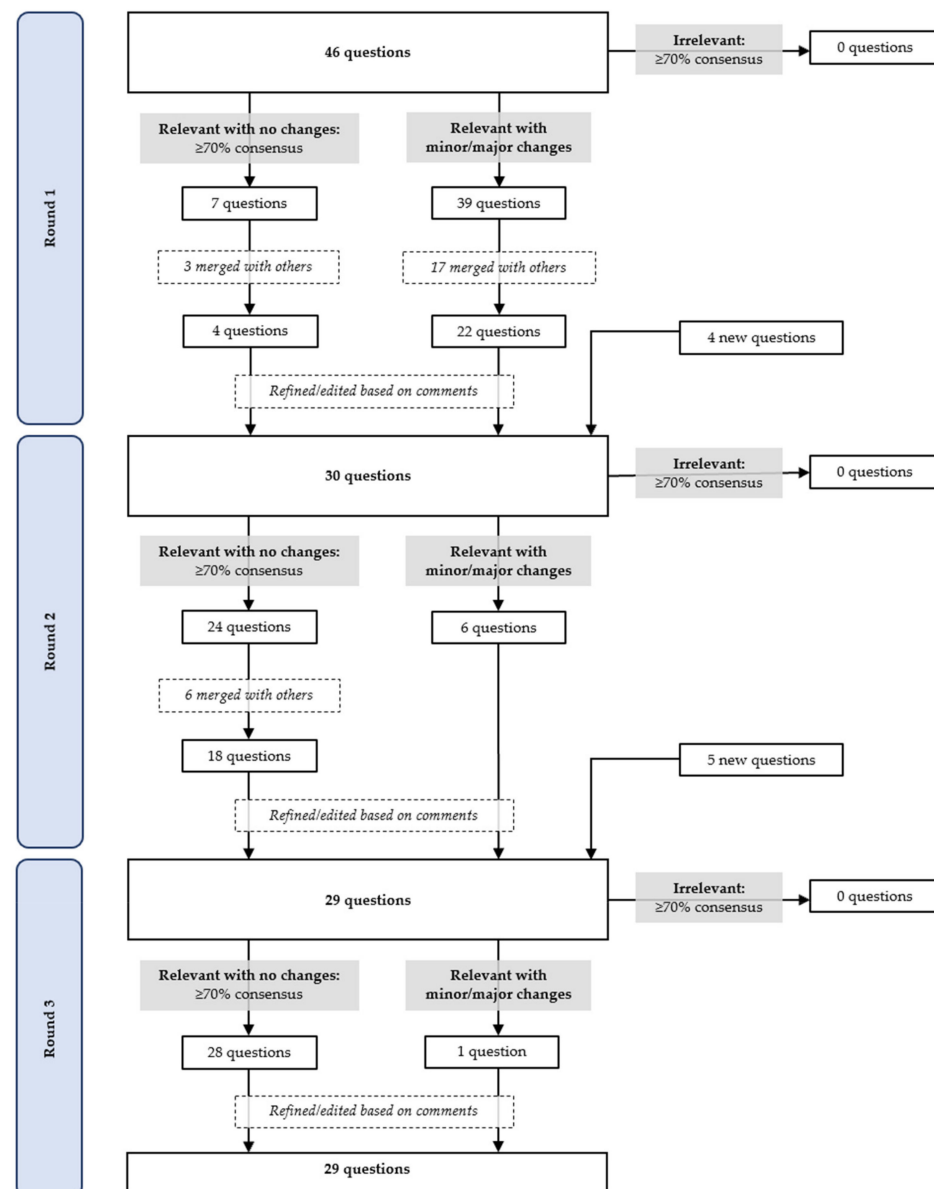 Round 1
46 questions
Irrelevant:
≥70% consensus
0 questions
Relevant with no changes:
≥70% consensus
Relevant with
minor/major changes
7 questions
39 questions
3 merged with others
17 merged with others
4 questions
22 questions
4 new questions
Refined/edited based on comments
Round 2
30 questions
Irrelevant:
≥70% consensus
0 questions
Relevant with no changes:
≥70% consensus
Relevant with
minor/major changes
24 questions
6 questions
6 merged with others
18 questions
5 new questions
Refined/edited based on comments
Round 3
29 questions
Irrelevant:
≥70% consensus
0 questions
Relevant with no changes:
≥70% consensus
Relevant with
minor/major changes
28 questions
1 question
Refined/edited based on comments
29 questions